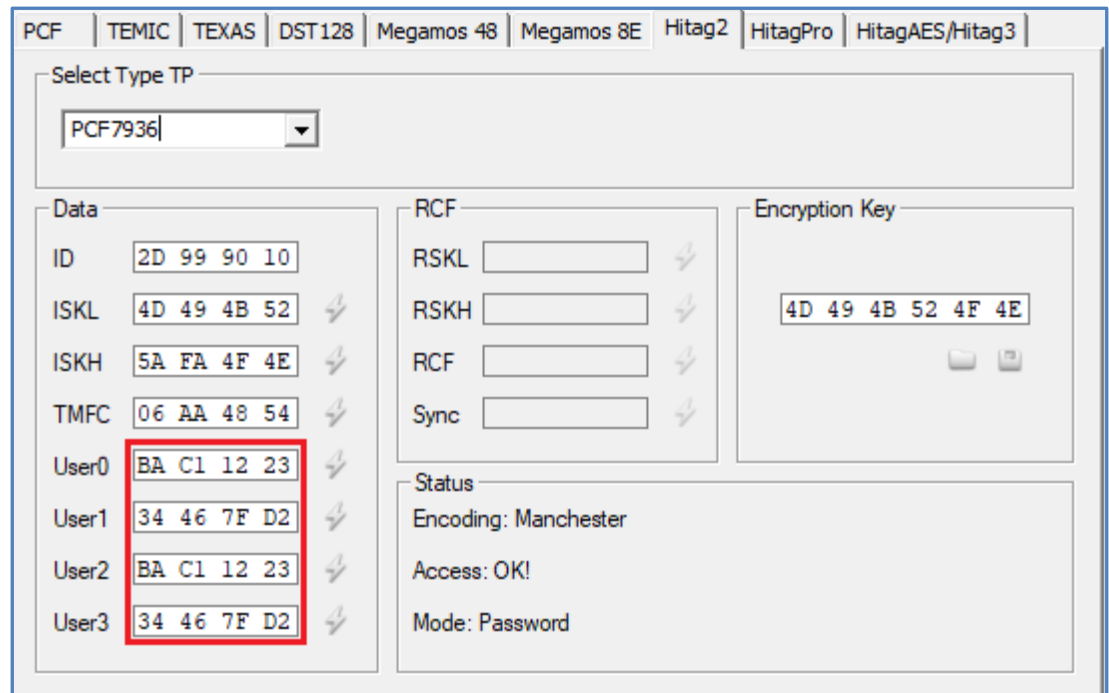 PCF TEMIC TEXAS DST128 Megamos 48 Megamos 8E Hitag2 HitagPro HitagAES/Hitag3
Select Type TP
PCF7936
Data
ID 2D 99 90 10
ISKL 4D 49 4B 52
ISKH 5A FA 4F 4E
TMFC 06 AA 48 54
User0 BA C1 12 23
User1 34 46 7F D2
User2 BA C1 12 23
User3 34 46 7F D2
RCF
RSKL
RSKH
RCF
Sync
Encryption Key
4D 49 4B 52 4F 4E
Status
Encoding: Manchester
Access: OK!
Mode: Password